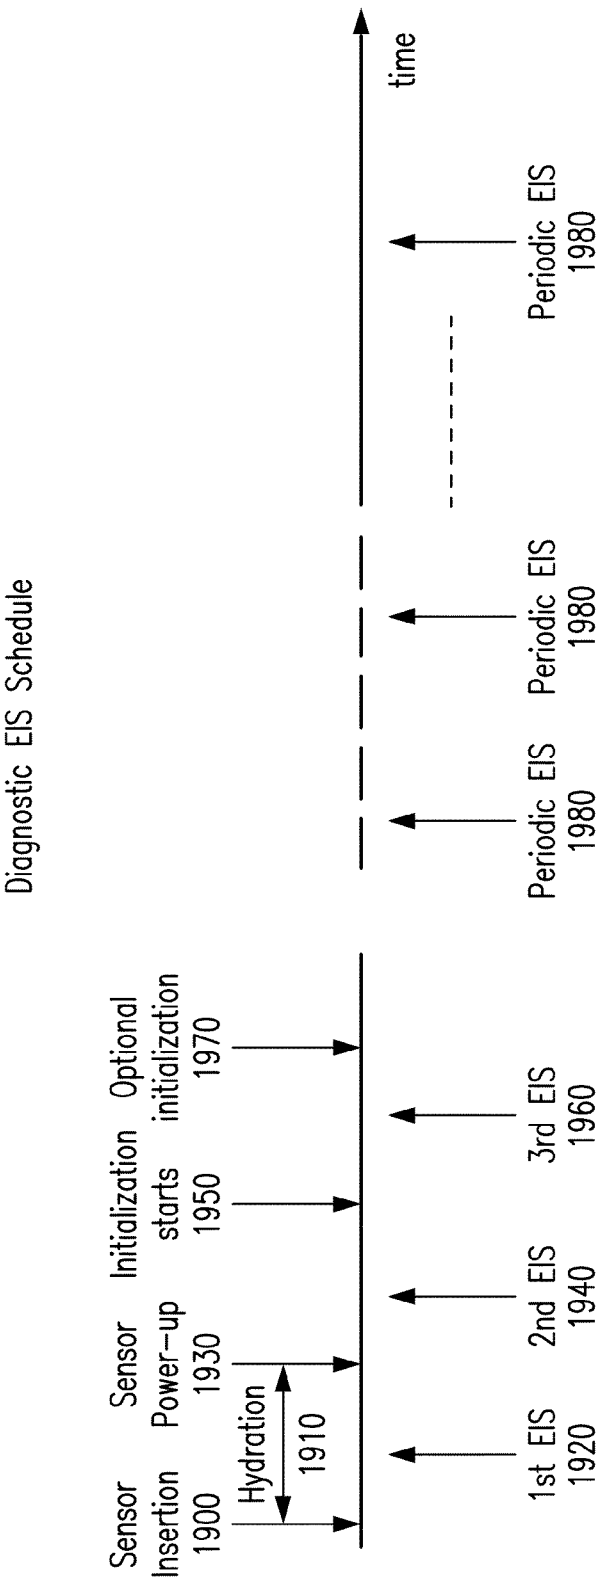 Diagnostic EIS Schedule
Sensor
Insertion
1900
Hydration
1910
Sensor
Power-up
1930
Initialization
starts
1950
Optional
initialization
1970
1st EIS
1920
2nd EIS
1940
3rd EIS
1960
Periodic EIS
1980
Periodic EIS
1980
Periodic EIS
1980
time